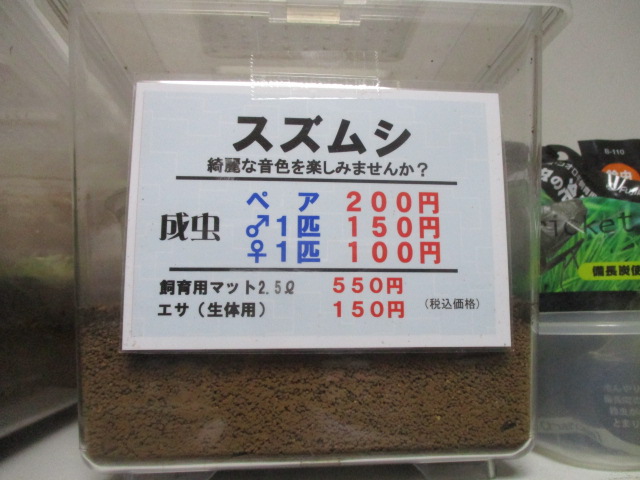 スズムシ
綺麗な音色を楽しみませんか？
ペア 200円
成虫 ♂1匹 150円
♀1匹 100円
飼育用マット2.5ℓ 550円
エサ（生体用） 150円 （税込価格）
B-110
備長炭使